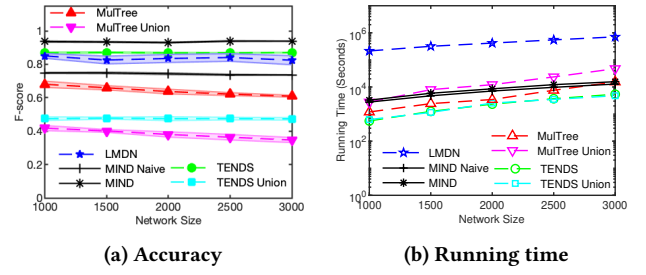 MulTree
MulTree Union
1
0.8
0.6
0.4
0.2
0
F-score
LMDN
MIND Naive
MIND
TENDS
TENDS Union
1000 1500 2000 2500 3000
Network Size
(a) Accuracy
10^6
10^4
10^2
10^0
Running Time (Seconds)
LMDN
MIND Naive
MIND
MulTree
MulTree Union
TENDS
TENDS Union
1000 1500 2000 2500 3000
Network Size
(b) Running time